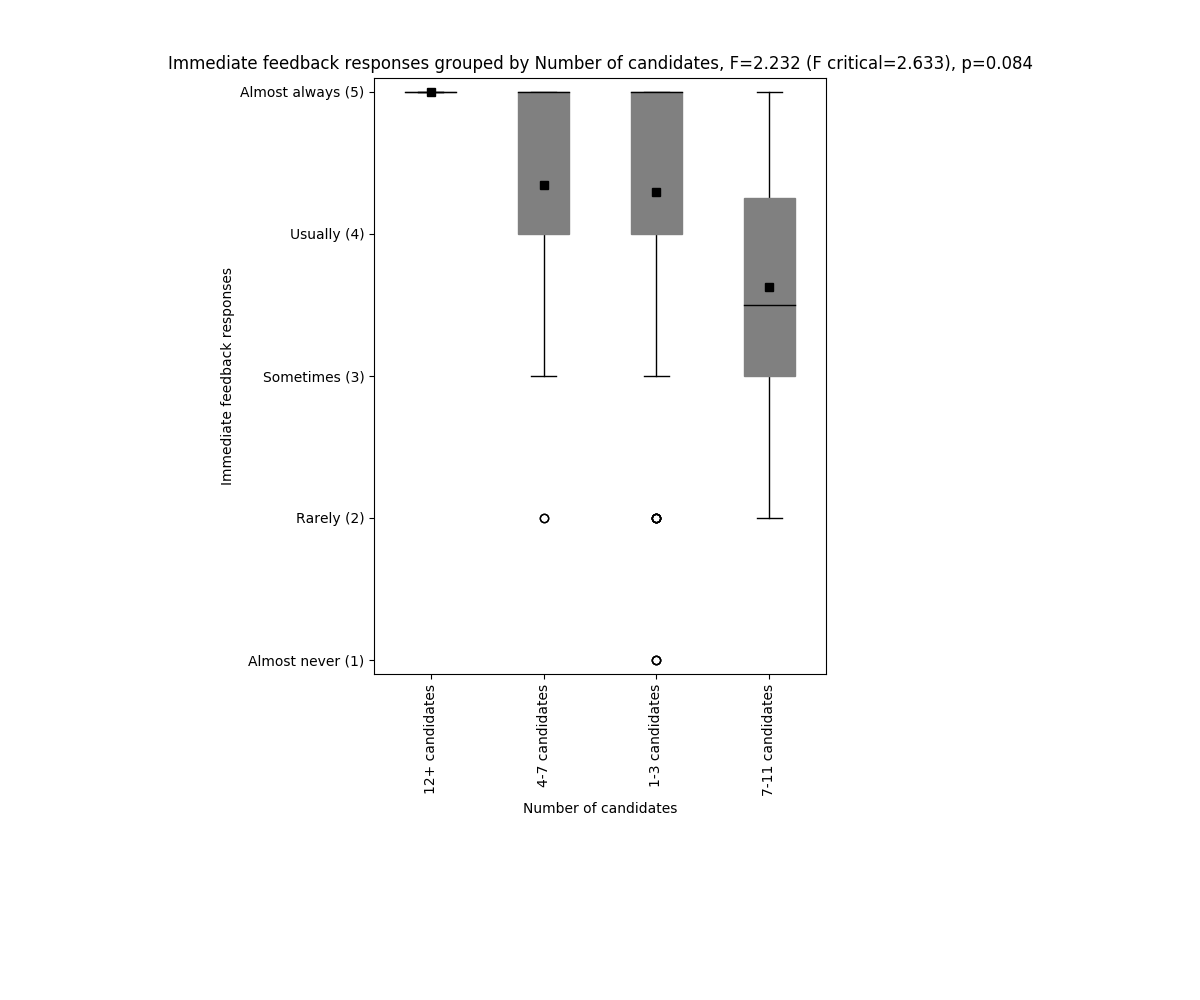 Immediate feedback responses grouped by Number of candidates, F=2.232 (F critical=2.633), p=0.084
Almost always (5)
Usually (4)
Sometimes (3)
Rarely (2)
Almost never (1)
Immediate feedback responses
12+ candidates
4-7 candidates
1-3 candidates
7-11 candidates
Number of candidates